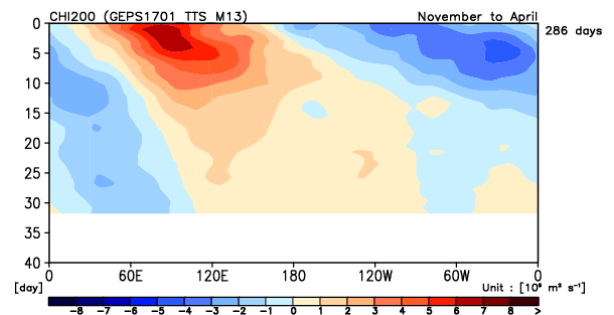 CHI200 (GEPS1701 TTS M13) November to April
286 days
0
5
10
15
20
25
30
35
40
0 60E 120E 180 120W 60W 0
[day] Unit : [10⁶ m² s⁻¹]
-8 -7 -6 -5 -4 -3 -2 -1 0 1 2 3 4 5 6 7 8 >